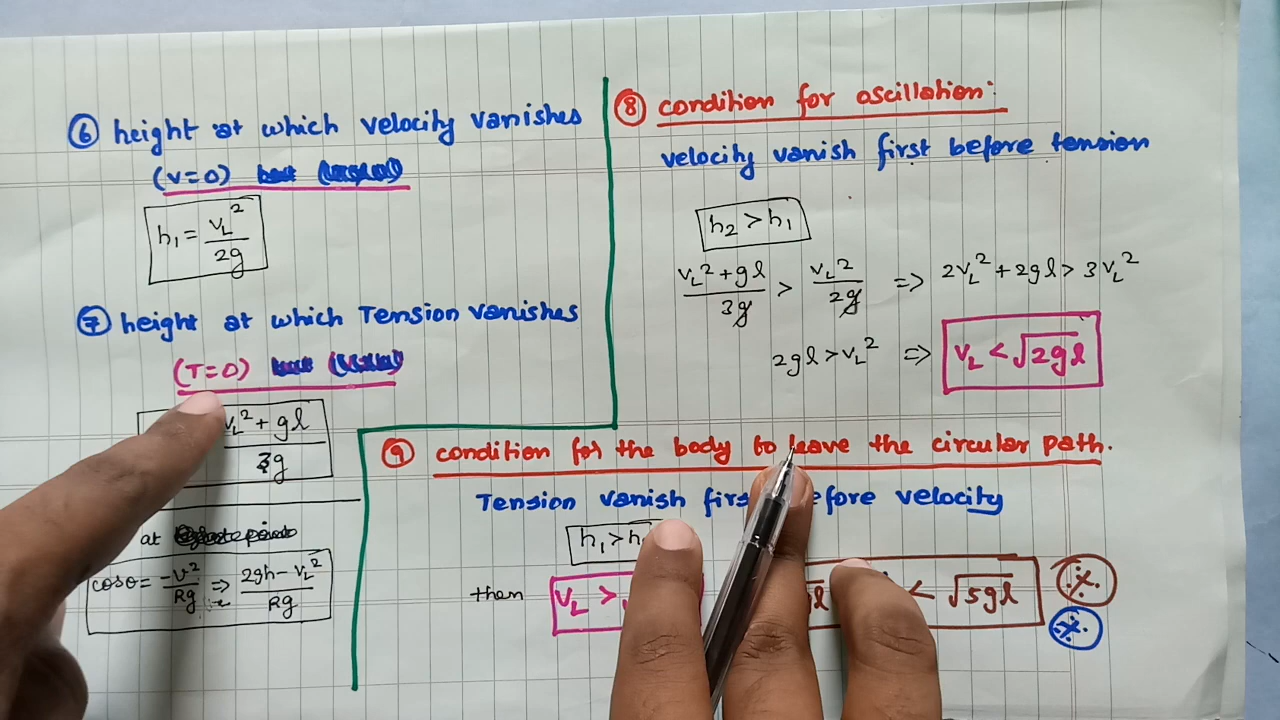 ⑥ height at which velocity vanishes
(v=0)
h₁ = v_L²/2g
⑦ height at which Tension vanishes
(T=0)
v_L² + gl / 3g
at
cosθ = -v²/Rg ⇒ 2gh - v_L²/Rg
⑧ condition for oscillation:
velocity vanish first before tension
h₂ > h₁
v_L² + gl / 3g > v_L² / 2g ⇒ 2v_L² + 2gl > 3v_L²
2gl > v_L² ⇒ v_L < √2gl
⑨ condition for the body to leave the circular path.
Tension vanish velocity
h₁ >
then v_L > < √5gl